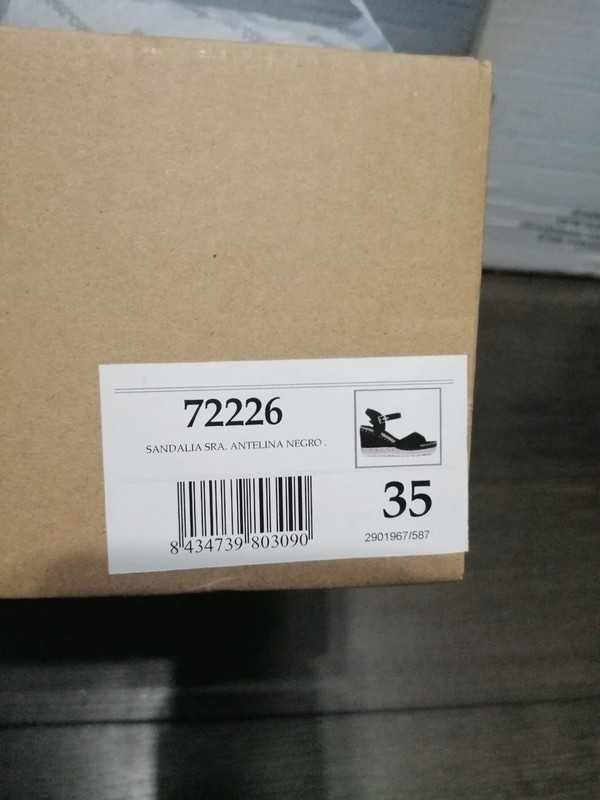 72226
SANDALIA SRA. ANTELINA NEGRO .
35
8 434739 803090
2901967/587